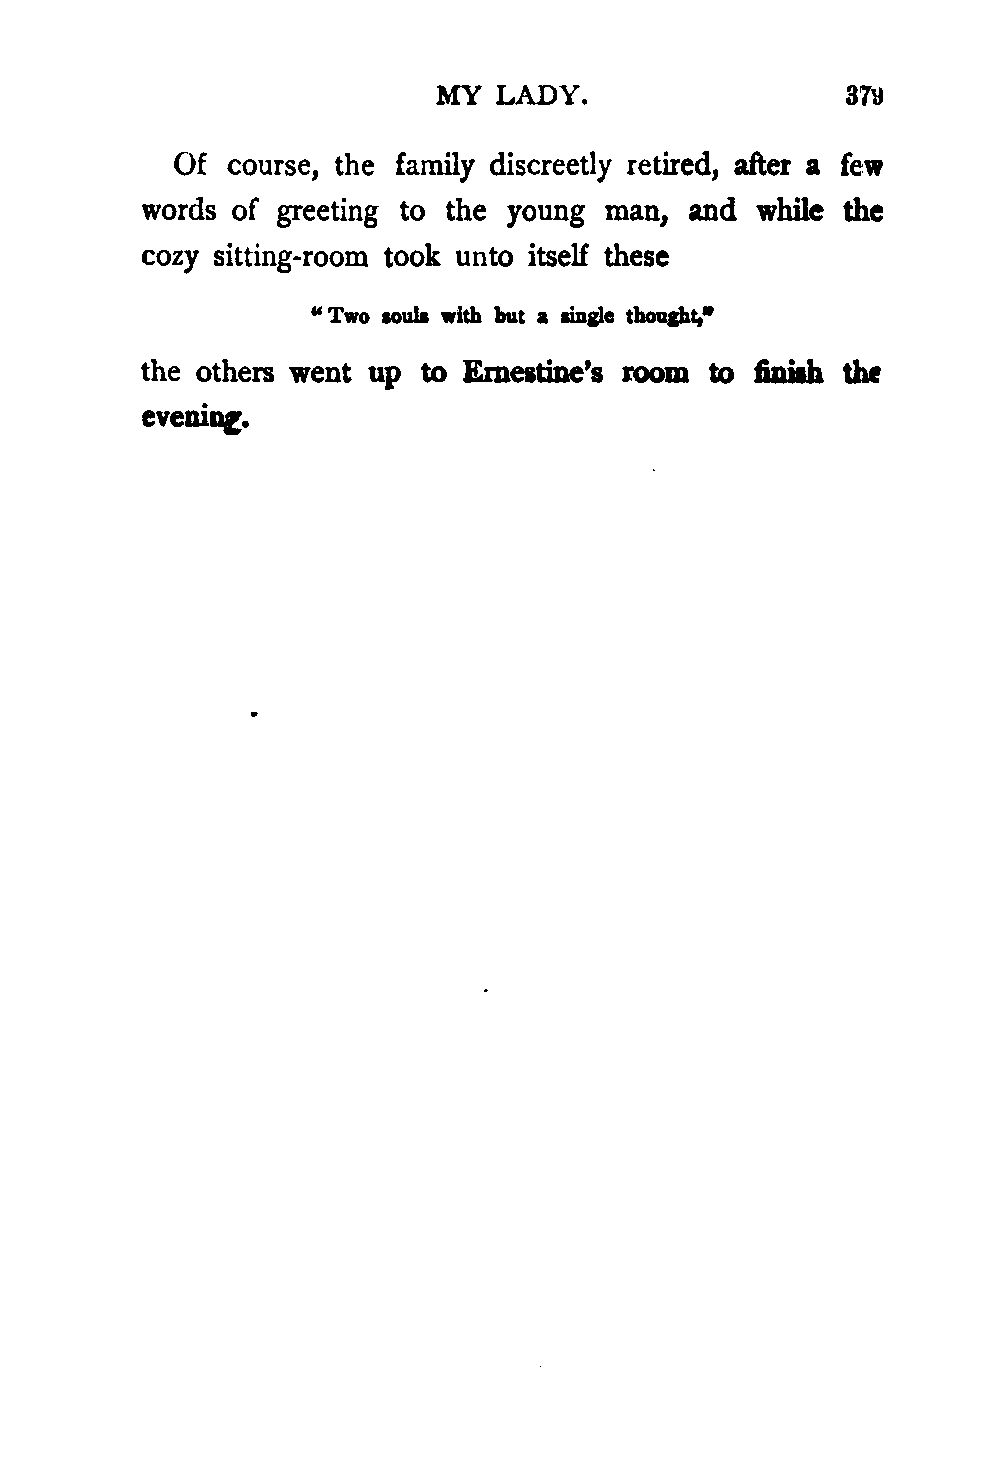 MY LADY. 379
Of course, the family discreetly retired, after a few
words of greeting to the young man, and while the
cozy sitting-room took unto itself these
"Two souls with but a single thought,"
the others went up to Ernestine's room to finish the
evening.